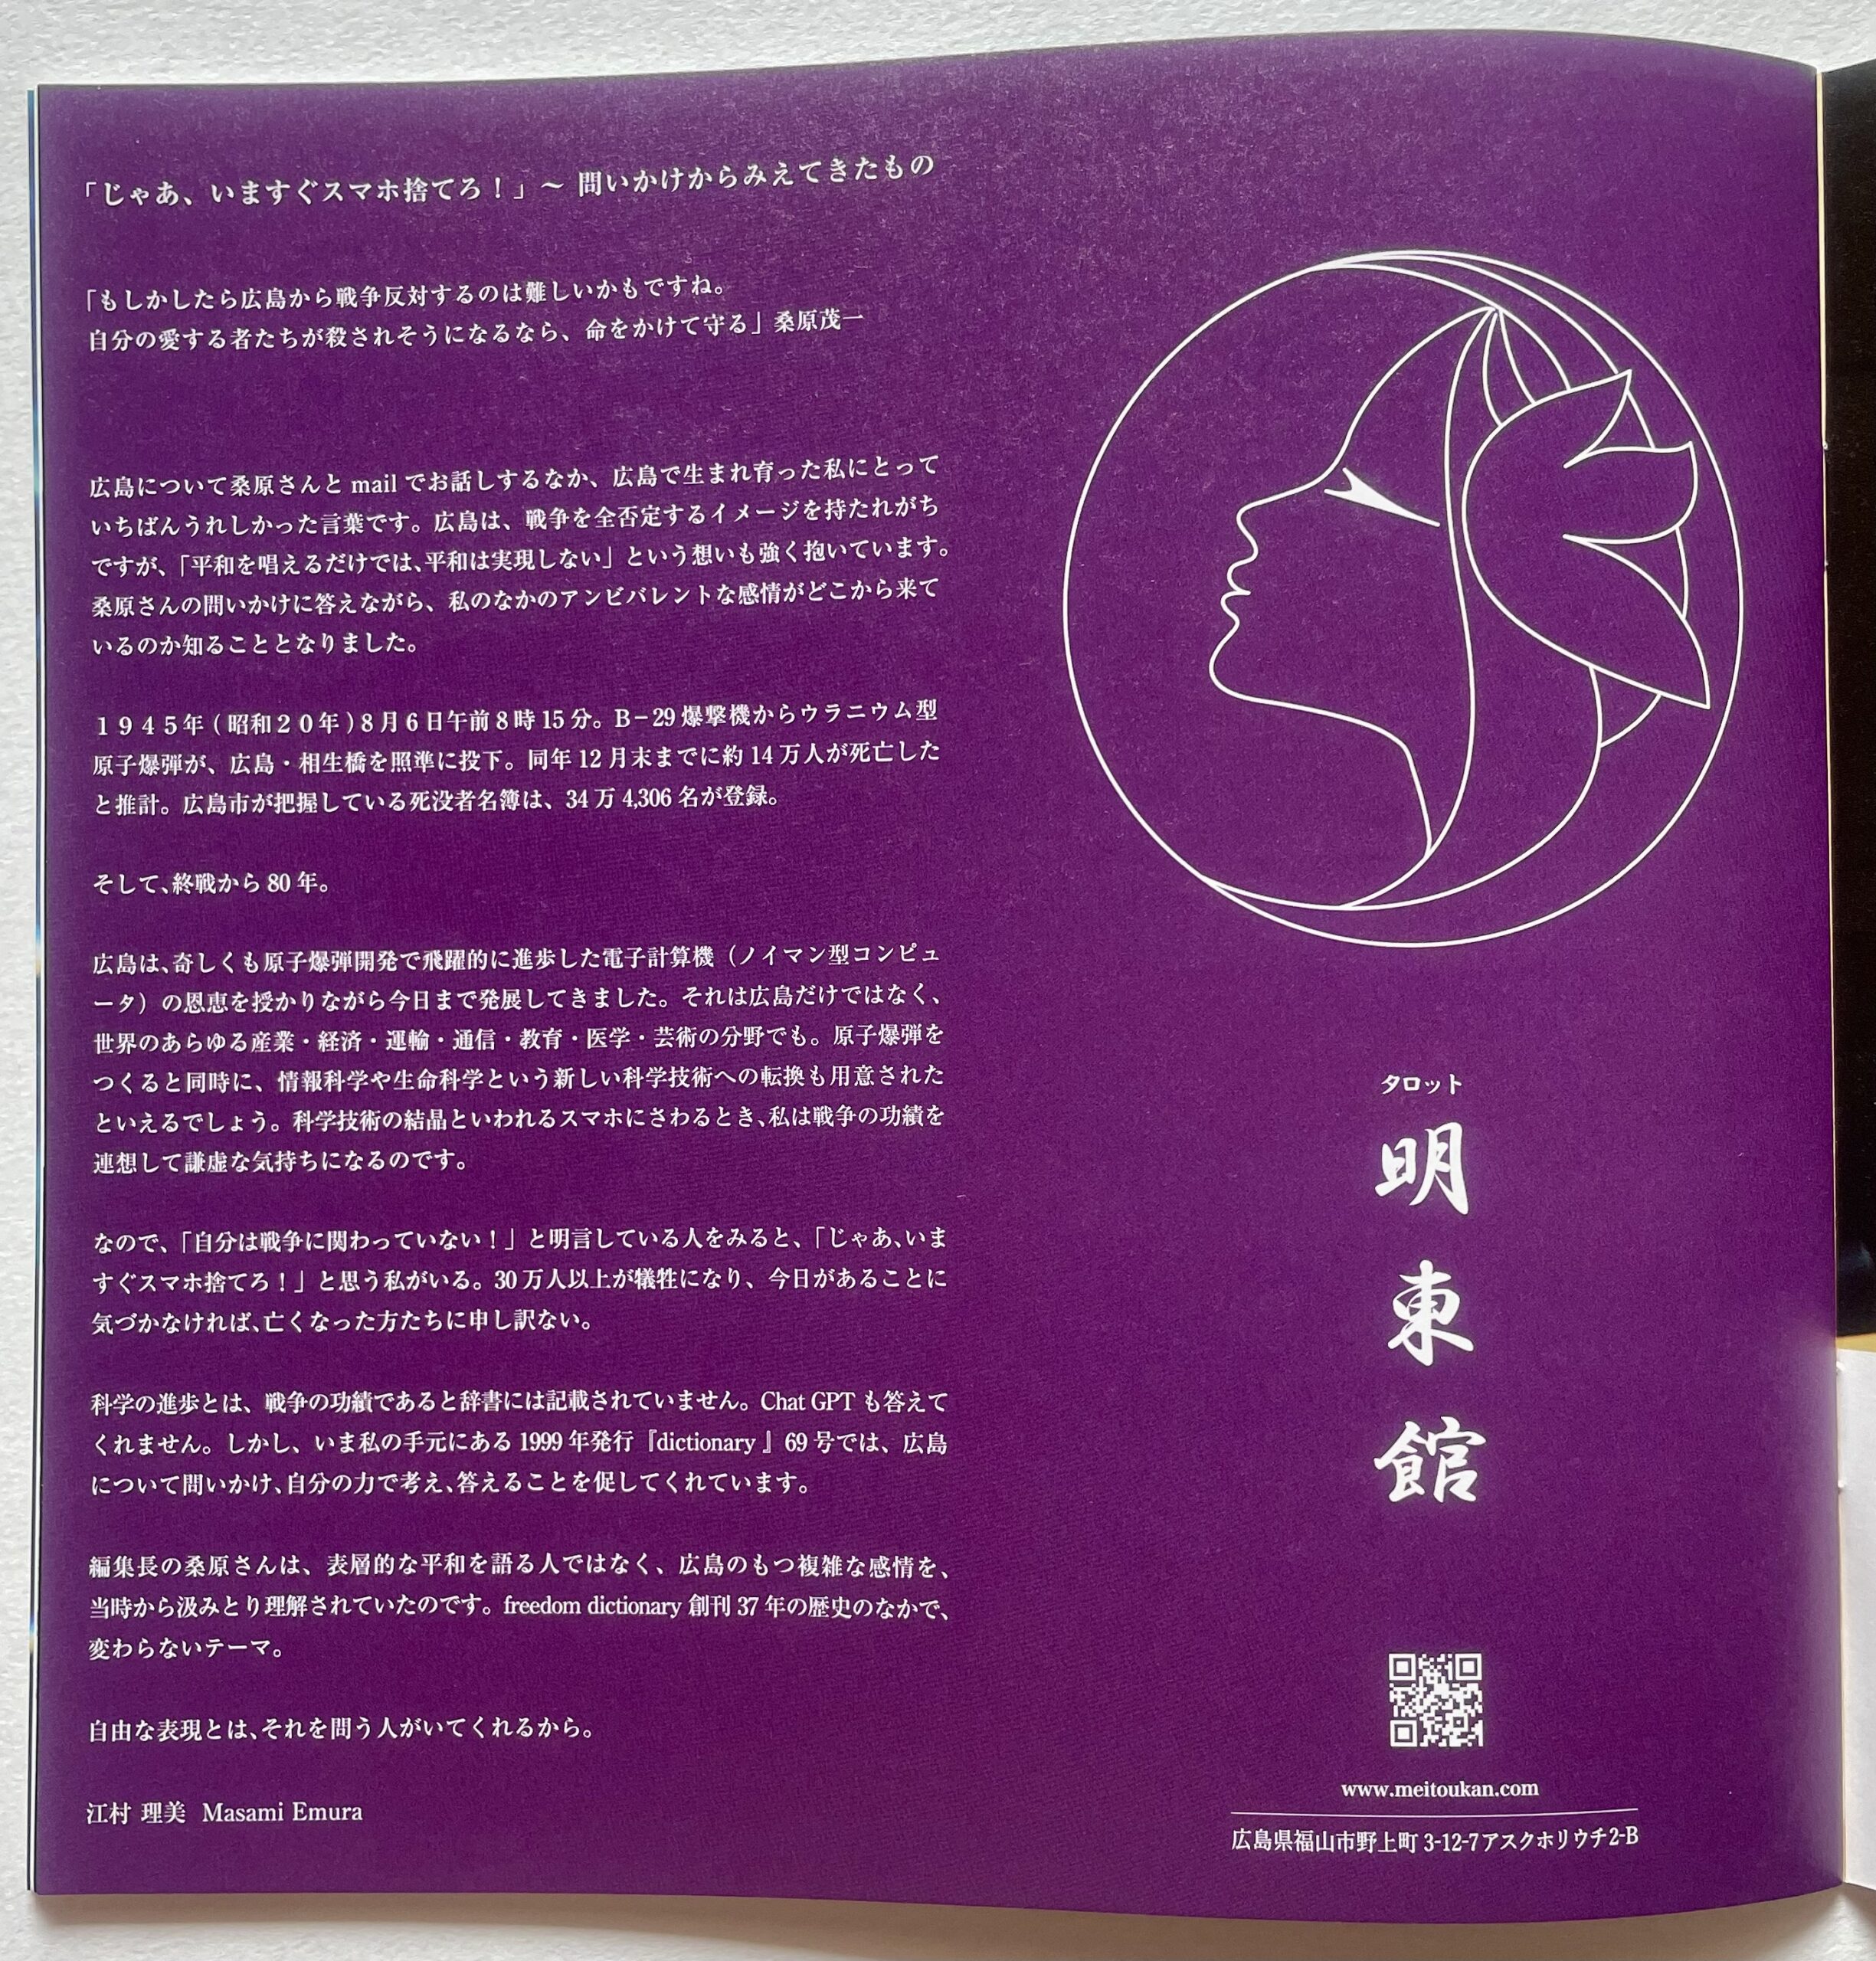 「じゃあ、いますぐスマホ捨てろ！」～ 問いかけからみえてきたもの
「もしかしたら広島から戦争反対するのは難しいかもですね。
自分の愛する者たちが殺されそうになるなら、命をかけて守る」桑原茂一
広島について桑原さんと mail でお話しするなか、広島で生まれ育った私にとって
いちばんうれしかった言葉です。広島は、戦争を全否定するイメージを持たれがち
ですが、「平和を唱えるだけでは、平和は実現しない」という想いも強く抱いています。
桑原さんの問いかけに答えながら、私のなかのアンビバレントな感情がどこから来て
いるのか知ることとなりました。
１９４５年 ( 昭和２０年 ) 8 月 6 日午前 8 時 15 分。B－29 爆撃機からウラニウム型
原子爆弾が、広島・相生橋を照準に投下。同年 12 月末までに約 14 万人が死亡した
と推計。広島市が把握している死没者名簿は、34 万 4,306 名が登録。
そして、終戦から 80 年。
広島は、奇しくも原子爆弾開発で飛躍的に進歩した電子計算機（ノイマン型コンピュ
ータ）の恩恵を授かりながら今日まで発展してきました。それは広島だけではなく、
世界のあらゆる産業・経済・運輸・通信・教育・医学・芸術の分野でも。原子爆弾を
つくると同時に、情報科学や生命科学という新しい科学技術への転換も用意された
といえるでしょう。科学技術の結晶といわれるスマホにさわるとき、私は戦争の功績を
連想して謙虚な気持ちになるのです。
なので、「自分は戦争に関わっていない！」と明言している人をみると、「じゃあ、いま
すぐスマホ捨てろ！」と思う私がいる。30 万人以上が犠牲になり、今日があることに
気づかなければ、亡くなった方たちに申し訳ない。
科学の進歩とは、戦争の功績であると辞書には記載されていません。Chat GPT も答えて
くれません。しかし、いま私の手元にある 1999 年発行『dictionary 』69 号では、広島
について問いかけ、自分の力で考え、答えることを促してくれています。
編集長の桑原さんは、表層的な平和を語る人ではなく、広島のもつ複雑な感情を、
当時から汲みとり理解されていたのです。freedom dictionary 創刊 37 年の歴史のなかで、
変わらないテーマ。
自由な表現とは、それを問う人がいてくれるから。
江村 理美 Masami Emura
タロット
明東館
www.meitoukan.com
広島県福山市野上町 3-12-7アスクホリウチ2-B